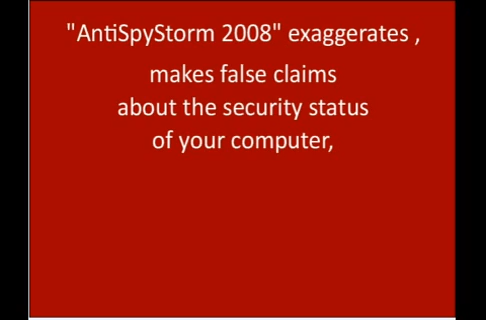 "AntiSpyStorm 2008" exaggerates ,
makes false claims
about the security status
of your computer,